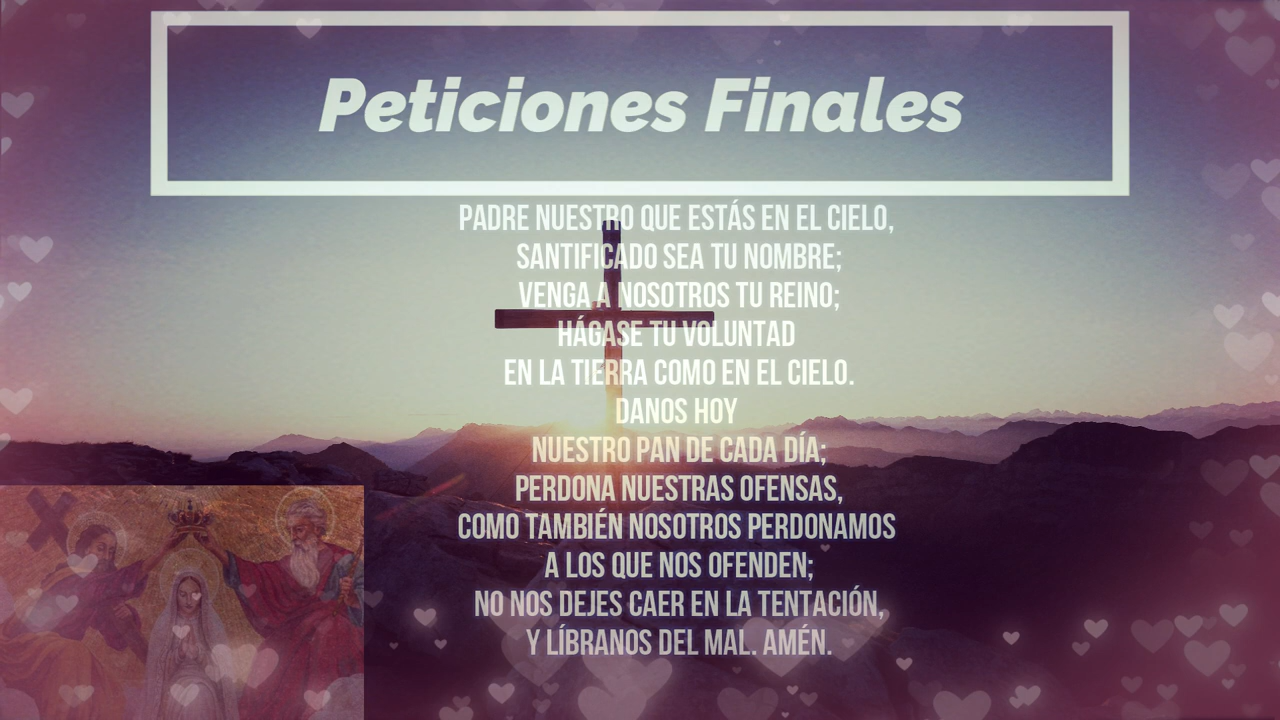 Peticiones Finales
PADRE NUESTRO QUE ESTÁS EN EL CIELO,
SANTIFICADO SEA TU NOMBRE;
VENGA A NOSOTROS TU REINO;
HÁGASE TU VOLUNTAD
EN LA TIERRA COMO EN EL CIELO.
DANOS HOY
NUESTRO PAN DE CADA DÍA;
PERDONA NUESTRAS OFENSAS,
COMO TAMBIÉN NOSOTROS PERDONAMOS
A LOS QUE NOS OFENDEN;
NO NOS DEJES CAER EN LA TENTACIÓN,
Y LÍBRANOS DEL MAL. AMÉN.